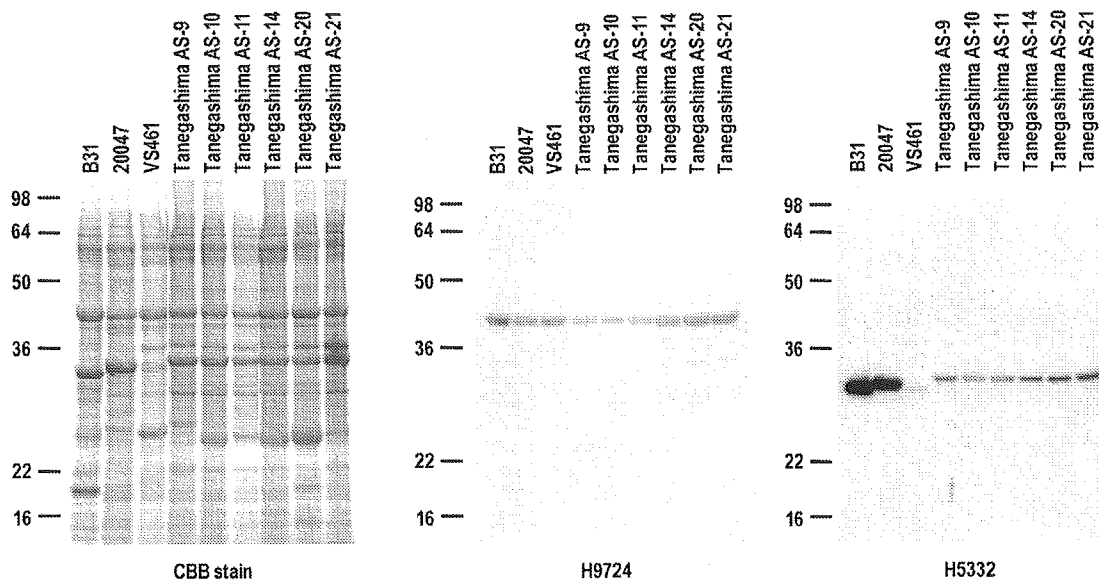 B31
20047
VS461
Tanegashima AS-9
Tanegashima AS-10
Tanegashima AS-11
Tanegashima AS-14
Tanegashima AS-20
Tanegashima AS-21
98
64
50
36
22
16
CBB stain
B31
20047
VS461
Tanegashima AS-9
Tanegashima AS-10
Tanegashima AS-11
Tanegashima AS-14
Tanegashima AS-20
Tanegashima AS-21
98
64
50
36
22
16
H9724
B31
20047
VS461
Tanegashima AS-9
Tanegashima AS-10
Tanegashima AS-11
Tanegashima AS-14
Tanegashima AS-20
Tanegashima AS-21
98
64
50
36
22
16
H5332